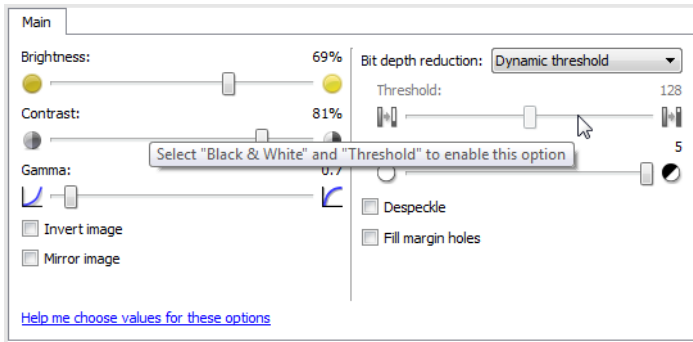 Main
Brightness: 69%
Contrast: 81%
Gamma: 0.7
Invert image
Mirror image
Help me choose values for these options
Bit depth reduction: Dynamic threshold
Threshold: 128
Select "Black & White" and "Threshold" to enable this option
5
Despeckle
Fill margin holes